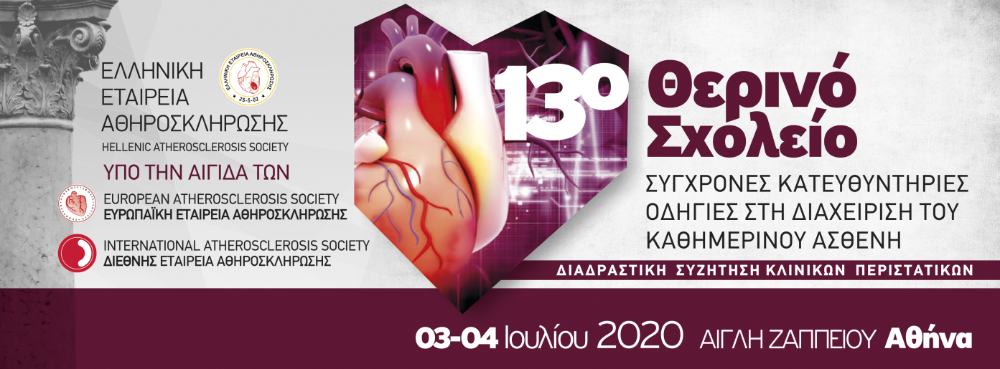 ΕΛΛΗΝΙΚΗ
ΕΤΑΙΡΕΙΑ
ΑΘΗΡΟΣΚΛΗΡΩΣΗΣ
HELLENIC ATHEROSCLEROSIS SOCIETY
ΕΛΛΗΝΙΚΗ ΕΤΑΙΡΕΙΑ ΑΘΗΡΟΣΚΛΗΡΩΣΗΣ
★ 25-5-02 ★
ΥΠΟ ΤΗΝ ΑΙΓΙΔΑ ΤΩΝ
EUROPEAN ATHEROSCLEROSIS SOCIETY
ΕΥΡΩΠΑΪΚΗ ΕΤΑΙΡΕΙΑ ΑΘΗΡΟΣΚΛΗΡΩΣΗΣ
INTERNATIONAL ATHEROSCLEROSIS SOCIETY
ΔΙΕΘΝΗΣ ΕΤΑΙΡΕΙΑ ΑΘΗΡΟΣΚΛΗΡΩΣΗΣ
13ο Θερινό
Σχολείο
ΣΥΓΧΡΟΝΕΣ ΚΑΤΕΥΘΥΝΤΗΡΙΕΣ
ΟΔΗΓΙΕΣ ΣΤΗ ΔΙΑΧΕΙΡΙΣΗ ΤΟΥ
ΚΑΘΗΜΕΡΙΝΟΥ ΑΣΘΕΝΗ
ΔΙΑΔΡΑΣΤΙΚΗ ΣΥΖΗΤΗΣΗ ΚΛΙΝΙΚΩΝ ΠΕΡΙΣΤΑΤΙΚΩΝ
03-04 Ιουλίου 2020 ΑΙΓΛΗ ΖΑΠΠΕΙΟΥ Αθήνα